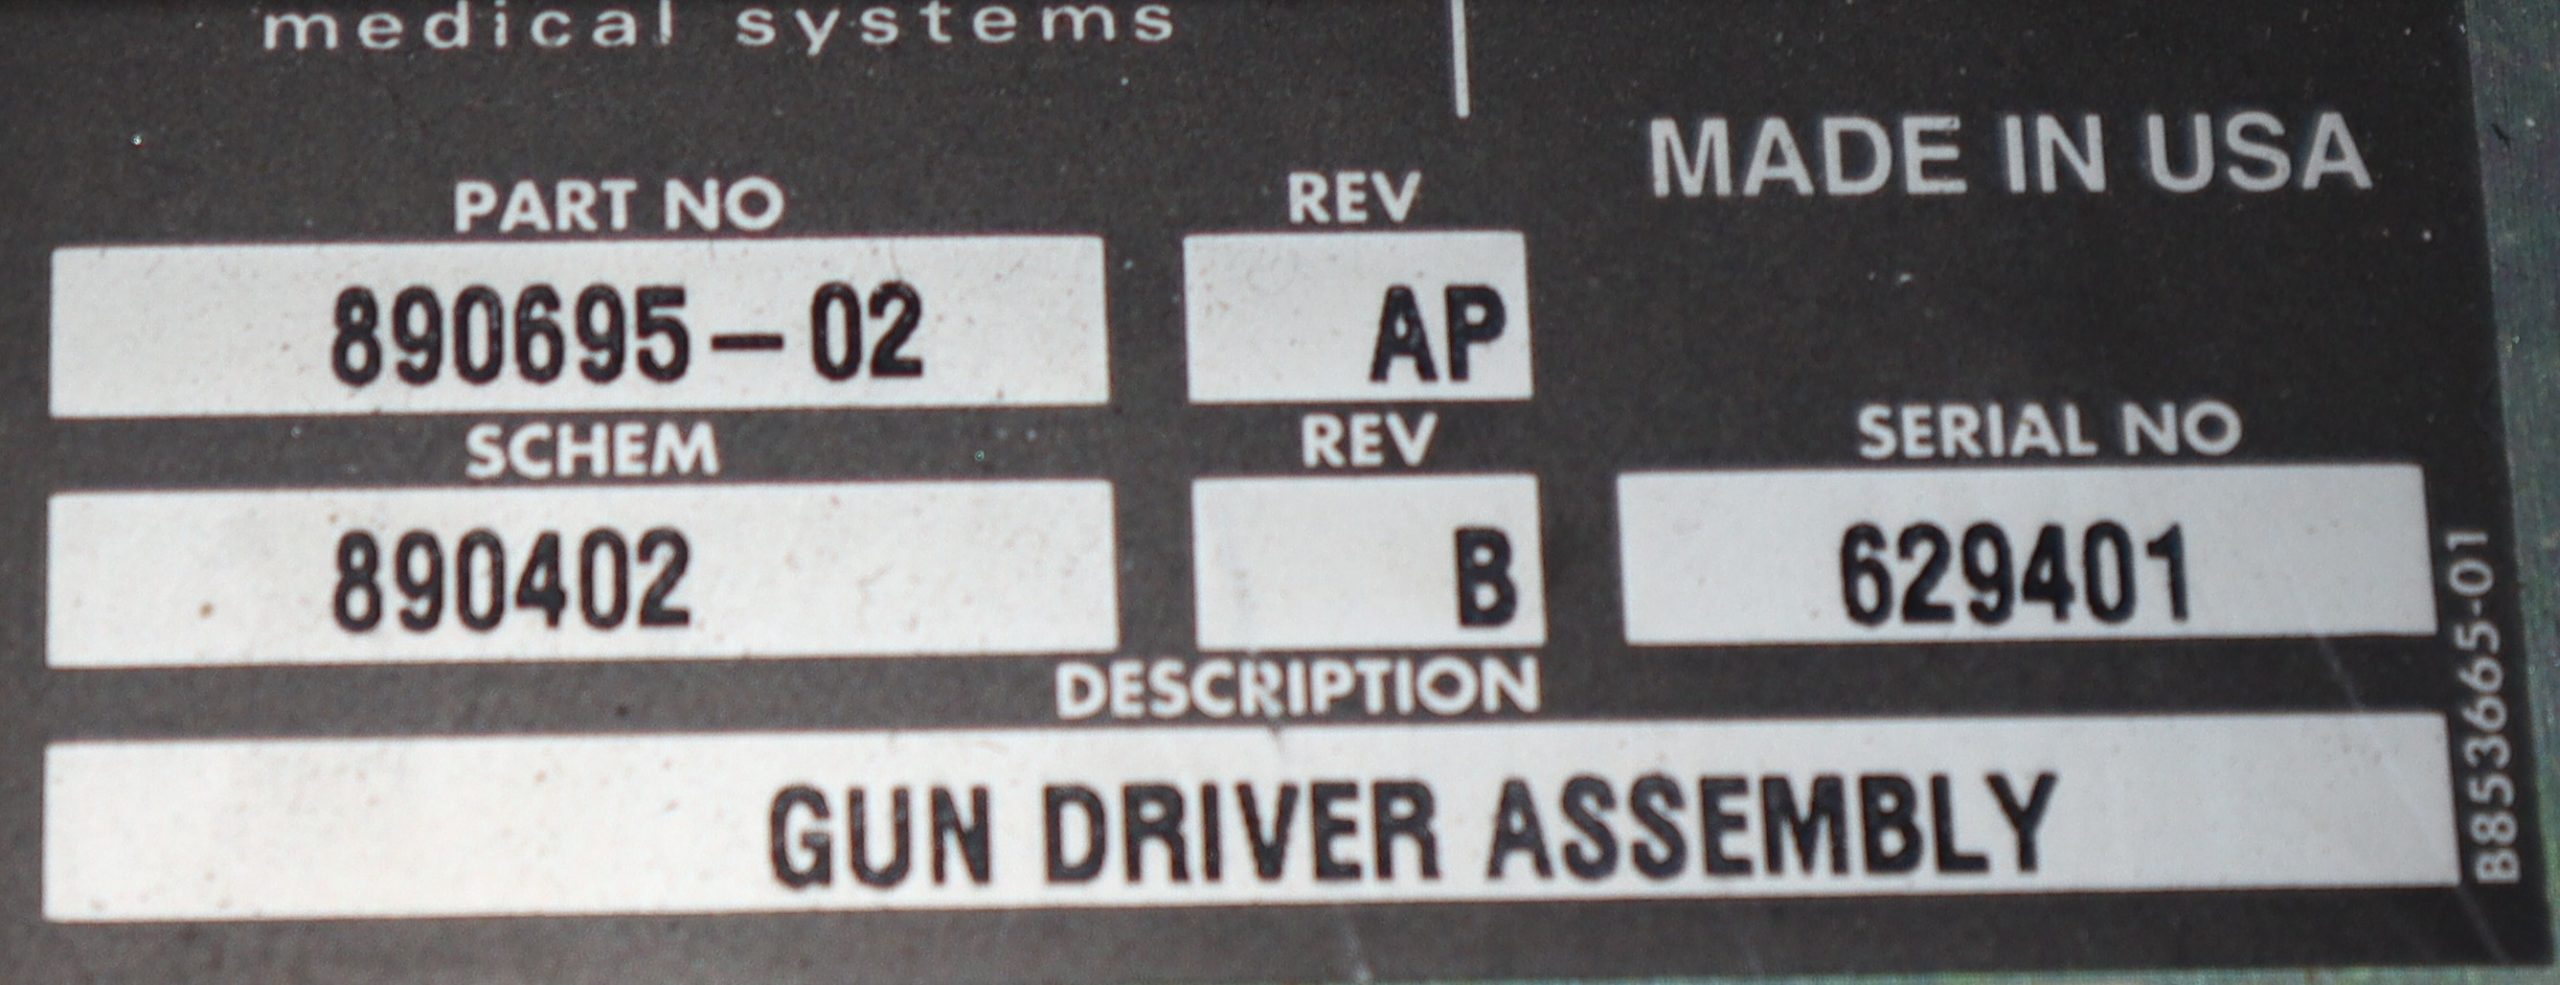 medical systems
MADE IN USA
PART NO REV
890695-02 AP
SCHEM REV SERIAL NO
890402 B 629401
DESCRIPTION
GUN DRIVER ASSEMBLY
B853665-01